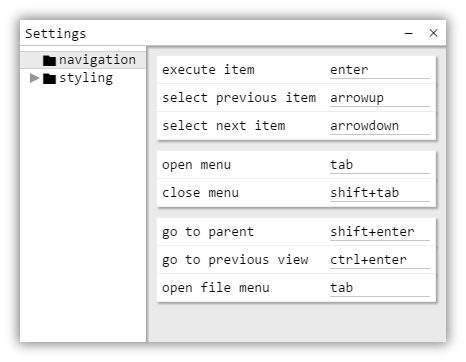 Settings
navigation
styling
execute item enter
select previous item arrowup
select next item arrowdown
open menu tab
close menu shift+tab
go to parent shift+enter
go to previous view ctrl+enter
open file menu tab